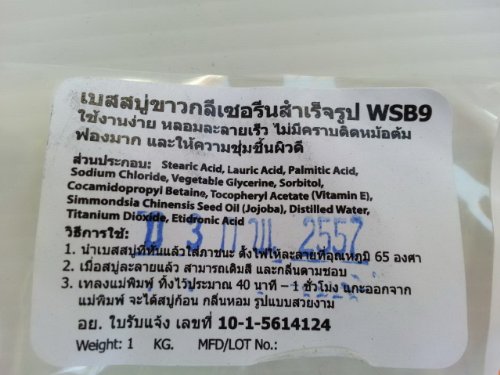 เบสสบู่ขาวกลีเซอรีนสำเร็จรูป WSB9
ใช้งานง่าย หลอมละลายเร็ว ไม่มีคราบติดหม้อต้ม
ฟองมาก และให้ความชุ่มชื้นผิวดี
ส่วนประกอบ: Stearic Acid, Lauric Acid, Palmitic Acid,
Sodium Chloride, Vegetable Glycerine, Sorbitol,
Cocamidopropyl Betaine, Tocopheryl Acetate (Vitamin E),
Simmondsia Chinensis Seed Oil (Jojoba), Distilled Water,
Titanium Dioxide, Etidronic Acid
วิธีการใช้:
3 ก.พ. 2557
1. นำเบสสบู่ที่หั่นแล้วใส่ภาชนะ ตั้งไฟให้ละลายที่อุณหภูมิ 65 องศา
2. เมื่อสบู่ละลายแล้ว สามารถเติมสี และกลิ่นตามชอบ
3. เทลงแม่พิมพ์ ทิ้งไว้ประมาณ 40 นาที – 1 ชั่วโมง แกะออกจาก
แม่พิมพ์ จะได้สบู่ก้อน กลิ่นหอม รูปแบบสวยงาม
อย. ใบรับแจ้ง เลขที่ 10-1-5614124
Weight: 1 KG. MFD/LOT No.: